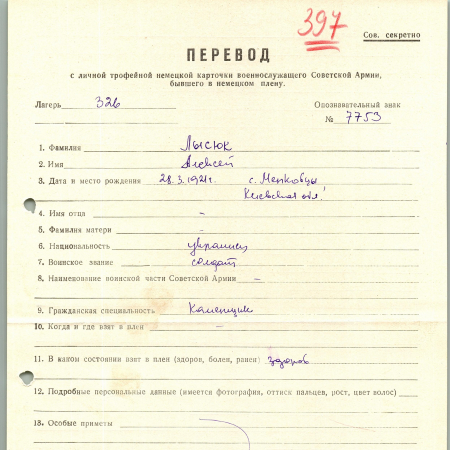 397
Сов. секретно
ПЕРЕВОД
с личной трофейной немецкой карточки военнослужащего Советской Армии,
бывшего в немецком плену.
Лагерь 326
Опознавательный знак
№ 7753
1. Фамилия Лысюк
2. Имя Алексей
3. Дата и место рождения 28.3.1921г. с.
Киевская обл.
4. Имя отца –
5. Фамилия матери –
6. Национальность украинец
7. Воинское звание солдат
8. Наименование воинской части Советской Армии –
9. Гражданская специальность Каменщик
10. Когда и где взят в плен –
11. В каком состоянии взят в плен (здоров, болен, ранен) здоров
12. Подробные персональные данные (имеется фотография, оттиск пальцев, рост, цвет волос)
13. Особые приметы